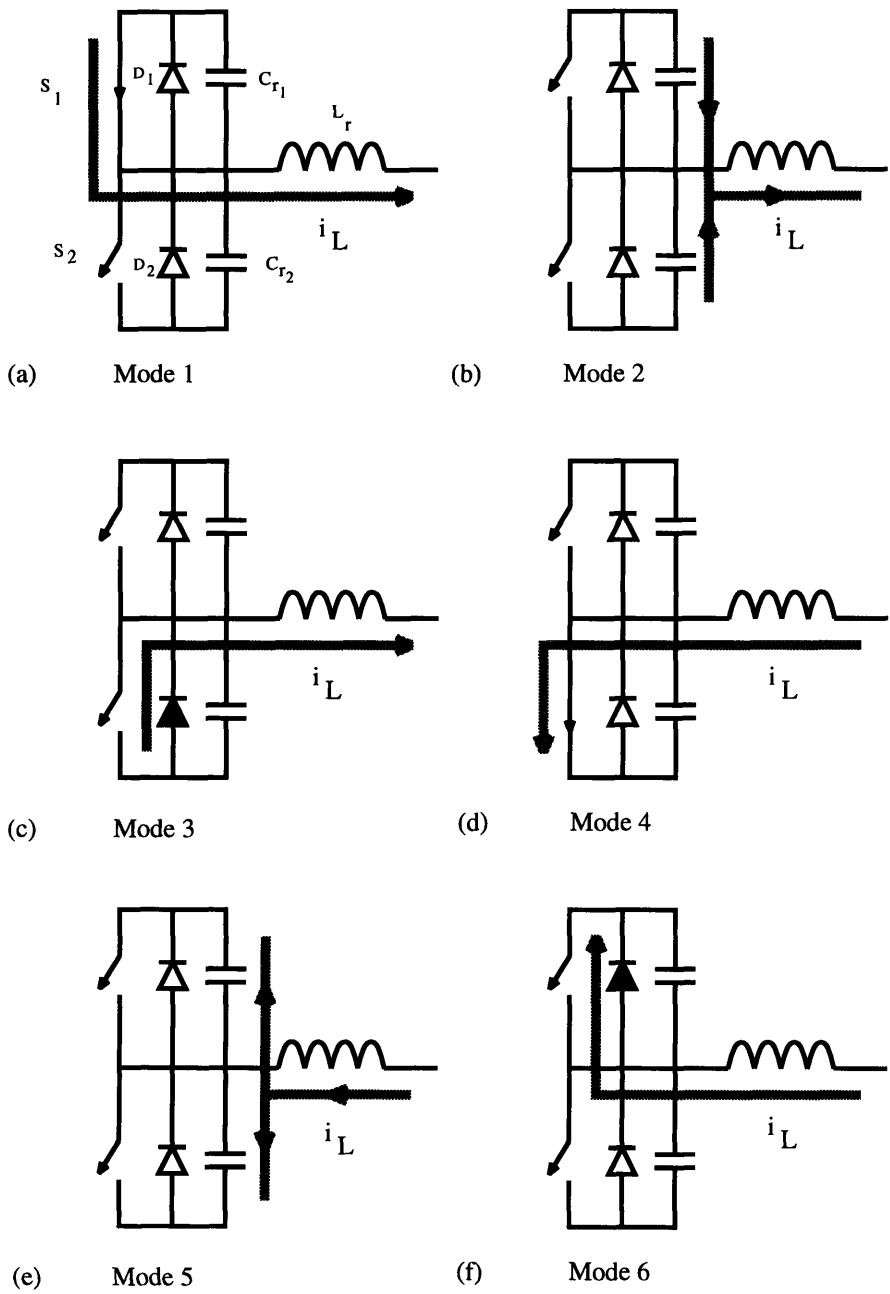 S1
D1
Cr1
Lr
iL
S2
D2
Cr2
(a) Mode 1
iL
(b) Mode 2
iL
(c) Mode 3
iL
(d) Mode 4
iL
(e) Mode 5
iL
(f) Mode 6